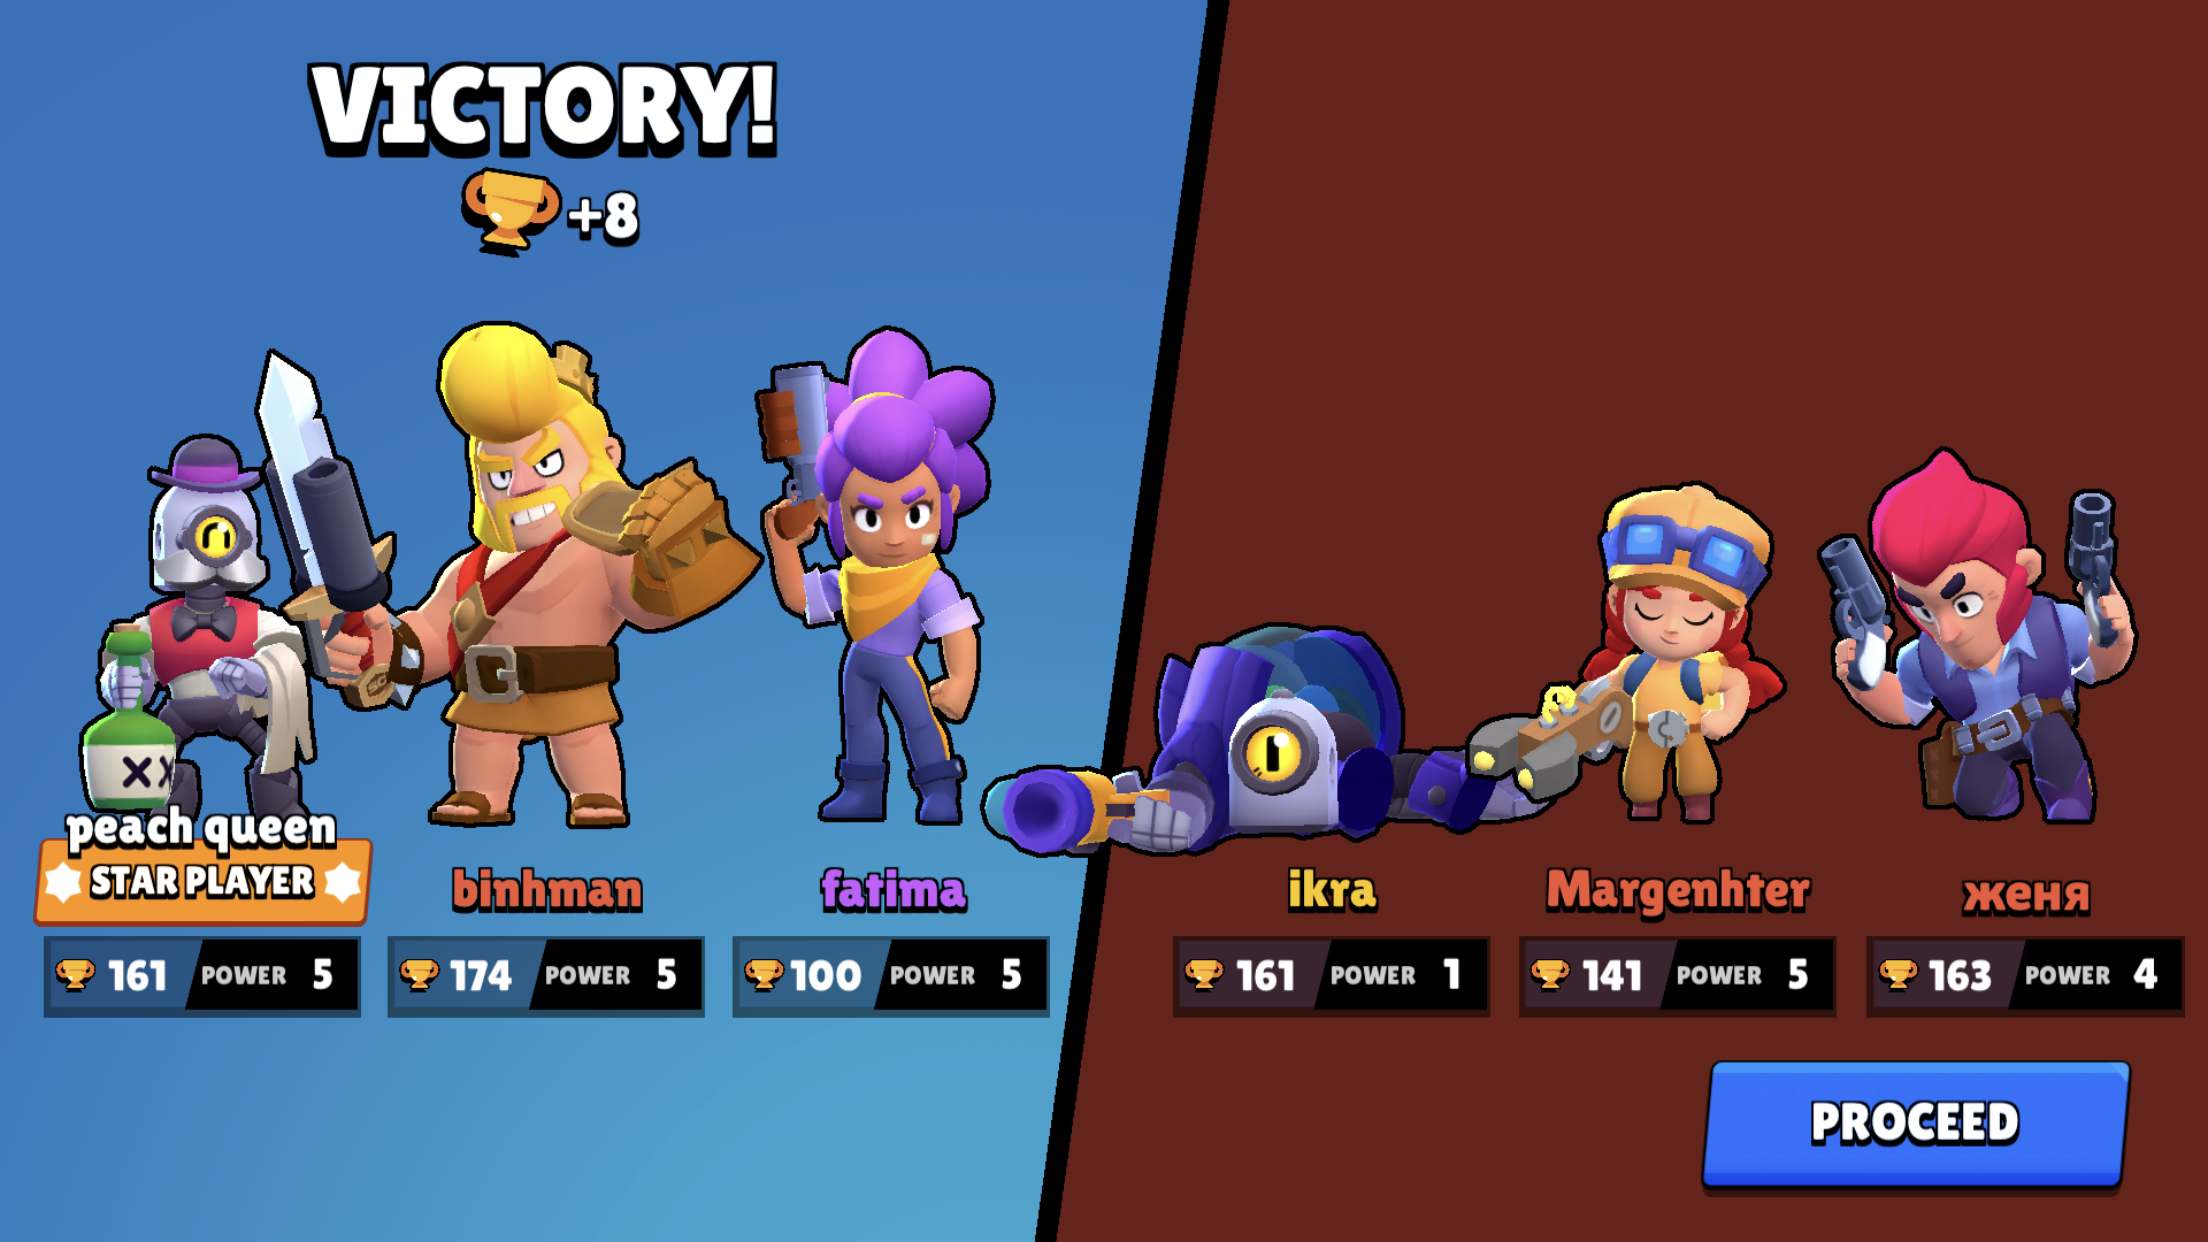 VICTORY!
+8
peach queen
STAR PLAYER
161 POWER 5
binhman
174 POWER 5
fatima
100 POWER 5
ikra
161 POWER 1
Margenhter
141 POWER 5
женя
163 POWER 4
PROCEED
XX